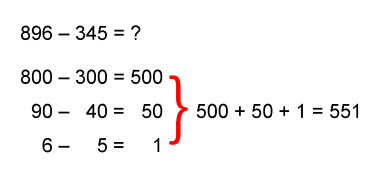 896 – 345 = ?
800 – 300 = 500
90 – 40 = 50
6 – 5 = 1
500 + 50 + 1 = 551